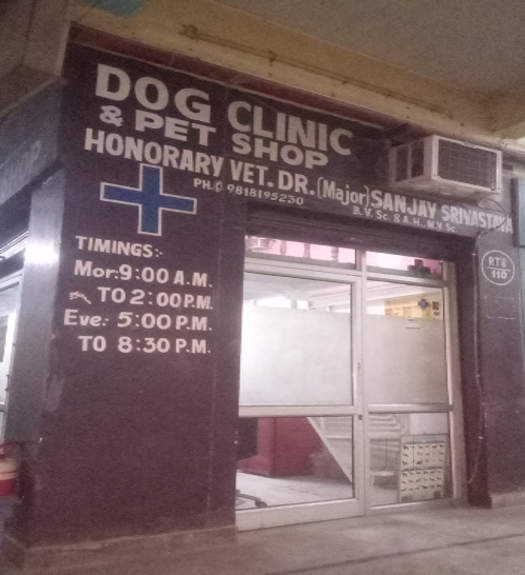 DOG CLINIC
& PET SHOP
HONORARY VET. DR. (Major) SANJAY SRIVASTAVA
PH.() 9818195230
B.V.Sc. & A.H., M.V.Sc.
TIMINGS:-
Mor: 9:00 A.M.
TO 2:00 P.M.
Eve: 5:00 P.M.
TO 8:30 P.M.
110